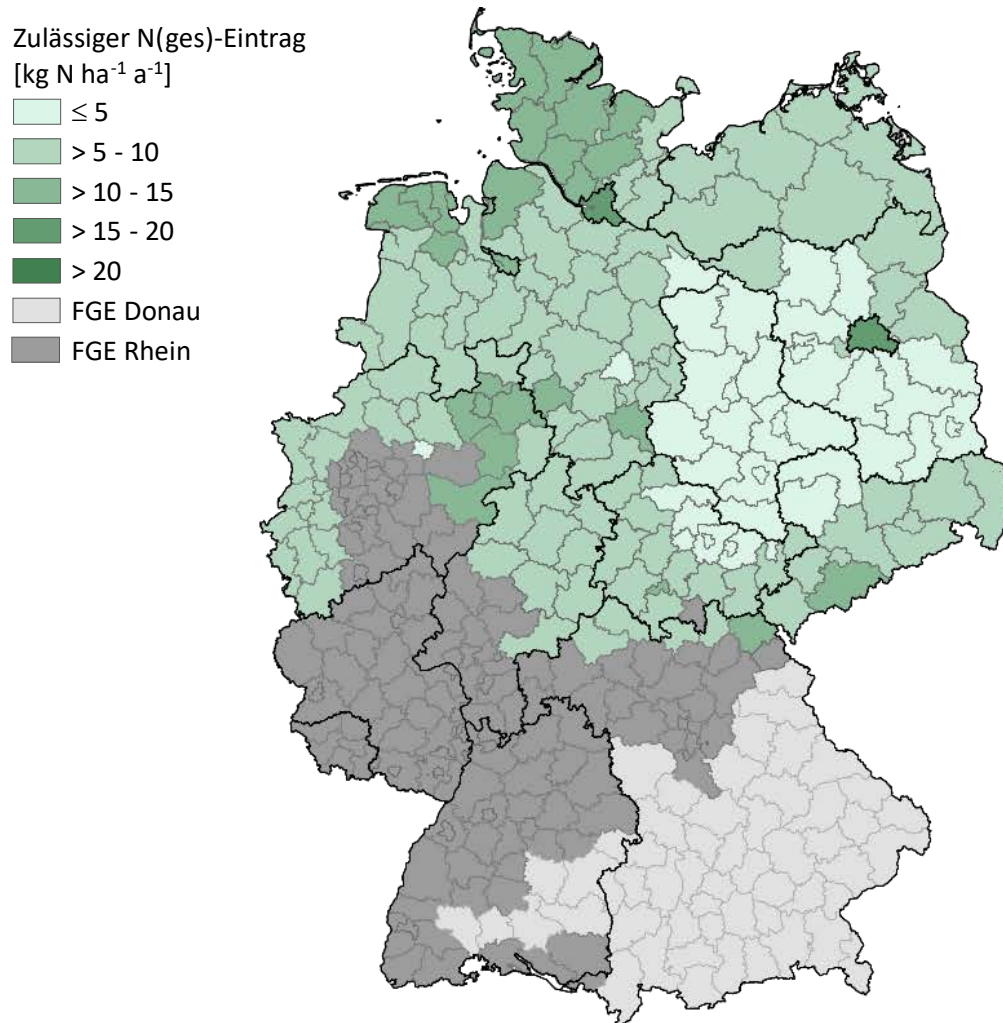 Zulässiger N(ges)-Eintrag
[kg N ha⁻¹ a⁻¹]
≤ 5
> 5 - 10
> 10 - 15
> 15 - 20
> 20
FGE Donau
FGE Rhein